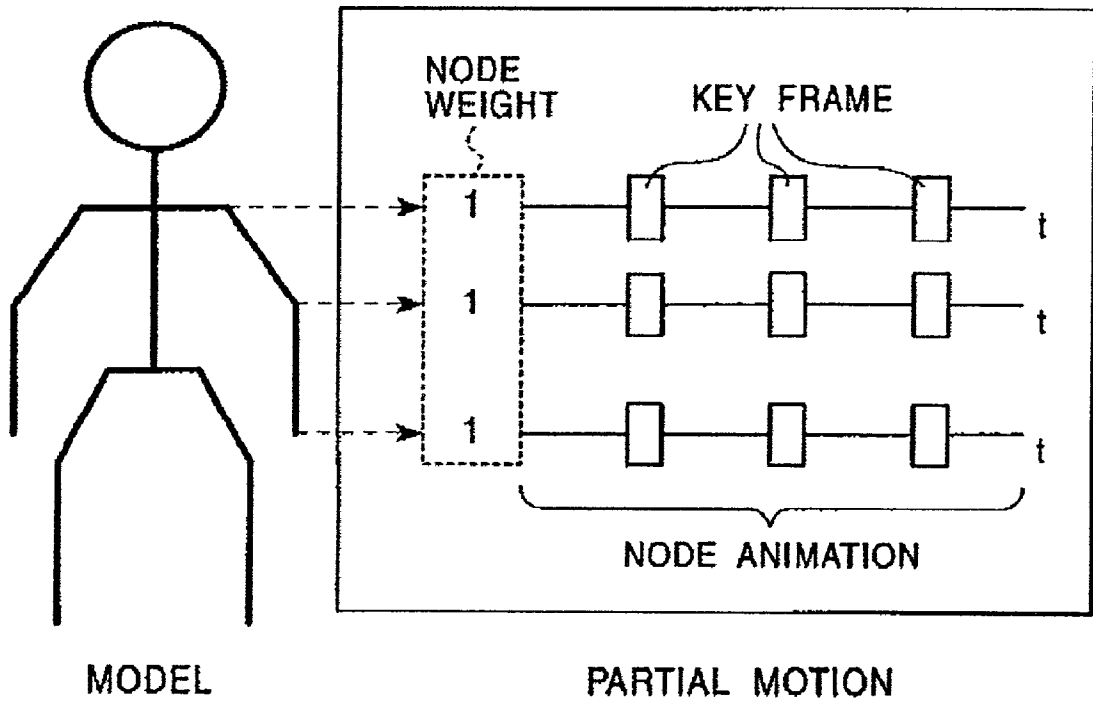 NODE
WEIGHT
KEY FRAME
1
t
1
t
1
t
NODE ANIMATION
MODEL
PARTIAL MOTION